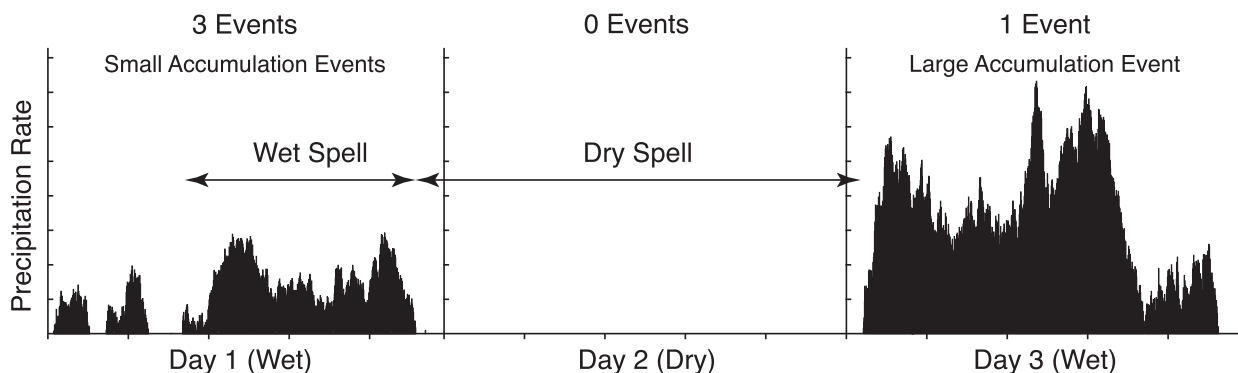 3 Events
0 Events
1 Event
Small Accumulation Events
Large Accumulation Event
Precipitation Rate
Wet Spell
Dry Spell
Day 1 (Wet)
Day 2 (Dry)
Day 3 (Wet)